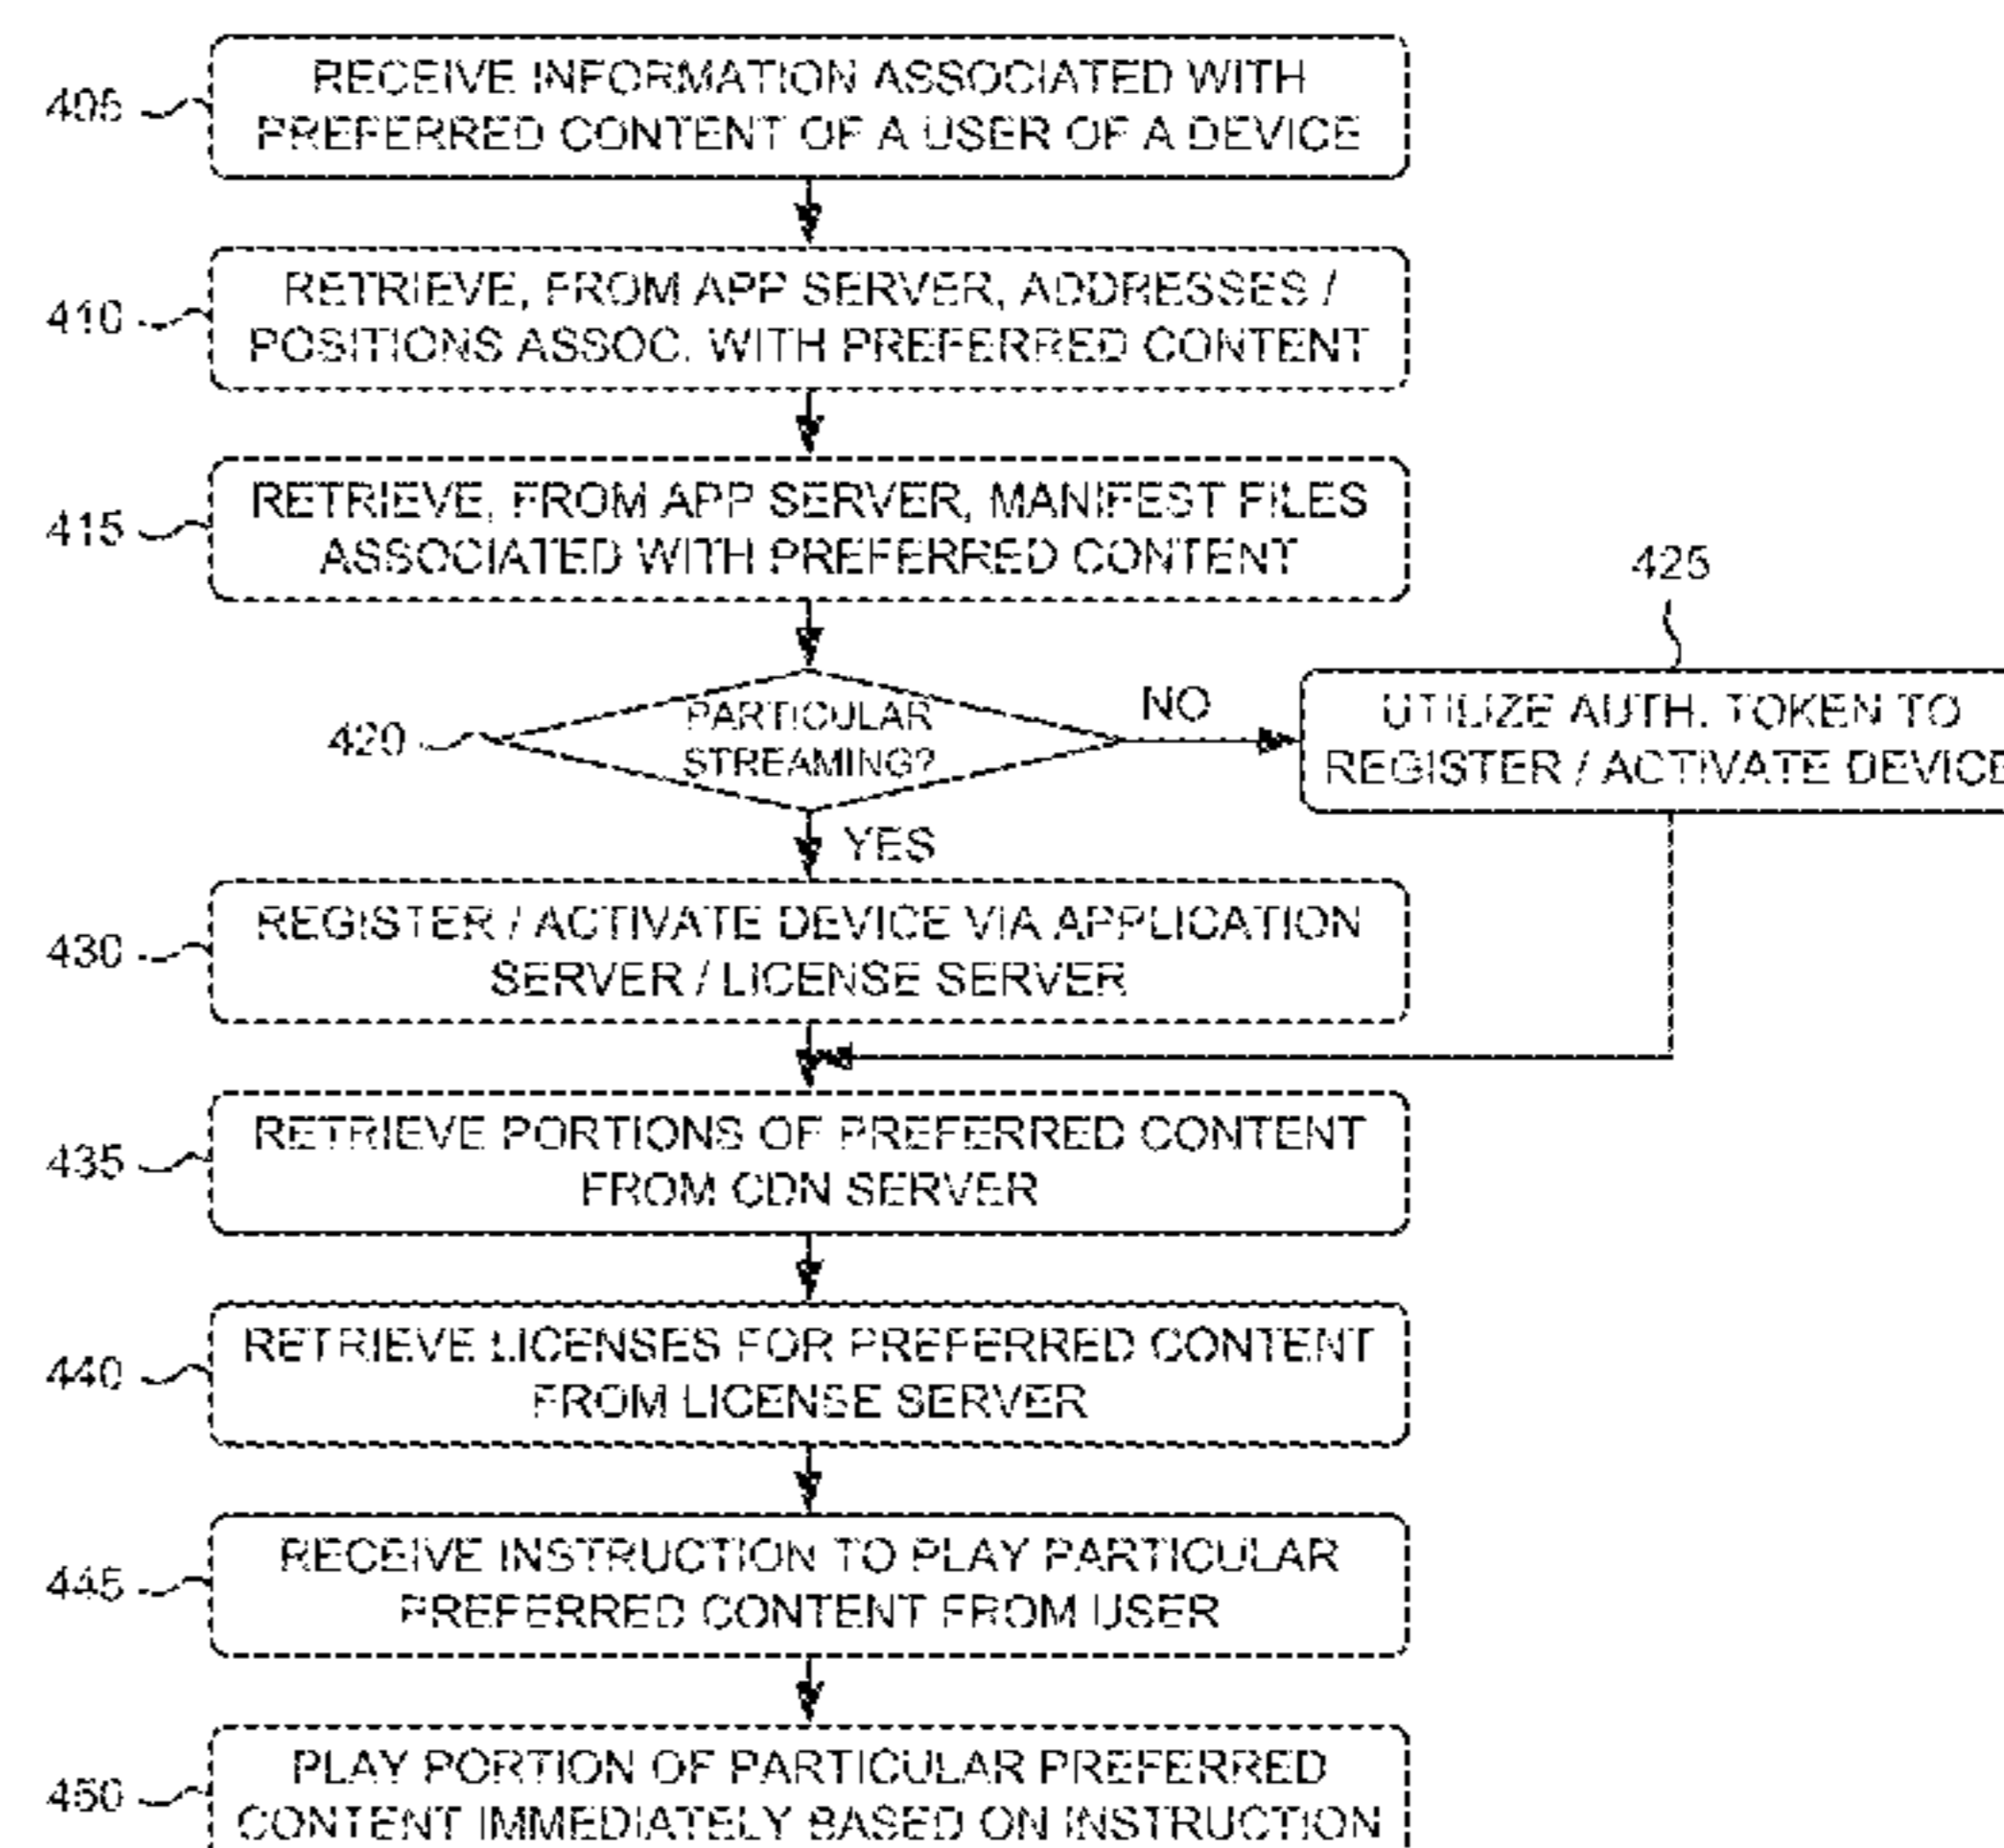 405
RECEIVE INFORMATION ASSOCIATED WITH
PREFERRED CONTENT OF A USER OF A DEVICE
410
RETRIEVE, FROM APP SERVER, ADDRESSES /
POSITIONS ASSOC. WITH PREFERRED CONTENT
415
RETRIEVE, FROM APP SERVER, MANIFEST FILES
ASSOCIATED WITH PREFERRED CONTENT
420
PARTICULAR
STREAMING?
NO
425
UTILIZE AUTH. TOKEN TO
REGISTER / ACTIVATE DEVICE
YES
430
REGISTER / ACTIVATE DEVICE VIA APPLICATION
SERVER / LICENSE SERVER
435
RETRIEVE PORTIONS OF PREFERRED CONTENT
FROM CDN SERVER
440
RETRIEVE LICENSES FOR PREFERRED CONTENT
FROM LICENSE SERVER
445
RECEIVE INSTRUCTION TO PLAY PARTICULAR
PREFERRED CONTENT FROM USER
450
PLAY PORTION OF PARTICULAR PREFERRED
CONTENT IMMEDIATELY BASED ON INSTRUCTION